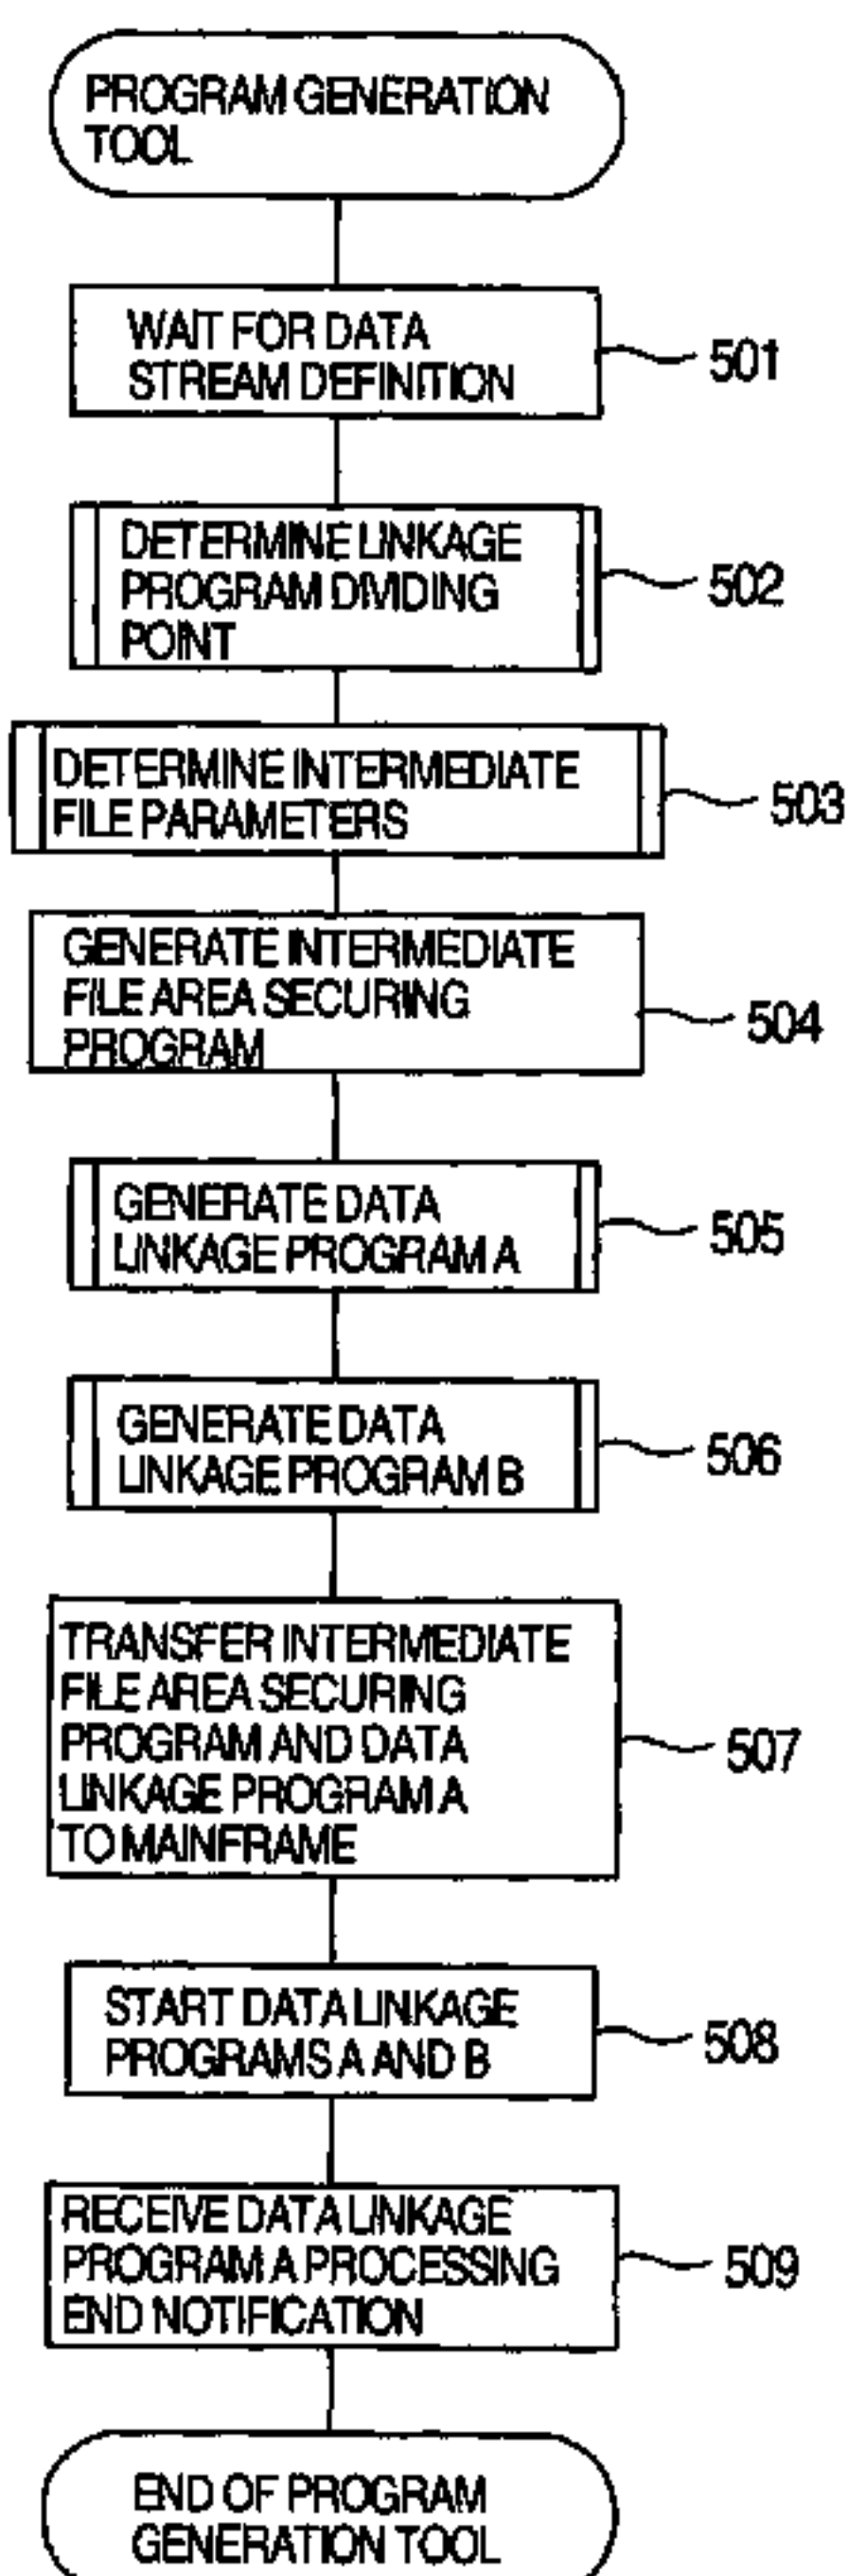 PROGRAM GENERATION
TOOL
WAIT FOR DATA
STREAM DEFINITION
501
DETERMINE LINKAGE
PROGRAM DIVIDING
POINT
502
DETERMINE INTERMEDIATE
FILE PARAMETERS
503
GENERATE INTERMEDIATE
FILE AREA SECURING
PROGRAM
504
GENERATE DATA
LINKAGE PROGRAM A
505
GENERATE DATA
LINKAGE PROGRAM B
506
TRANSFER INTERMEDIATE
FILE AREA SECURING
PROGRAM AND DATA
LINKAGE PROGRAM A
TO MAINFRAME
507
START DATA LINKAGE
PROGRAMS A AND B
508
RECEIVE DATA LINKAGE
PROGRAM A PROCESSING
END NOTIFICATION
509
END OF PROGRAM
GENERATION TOOL